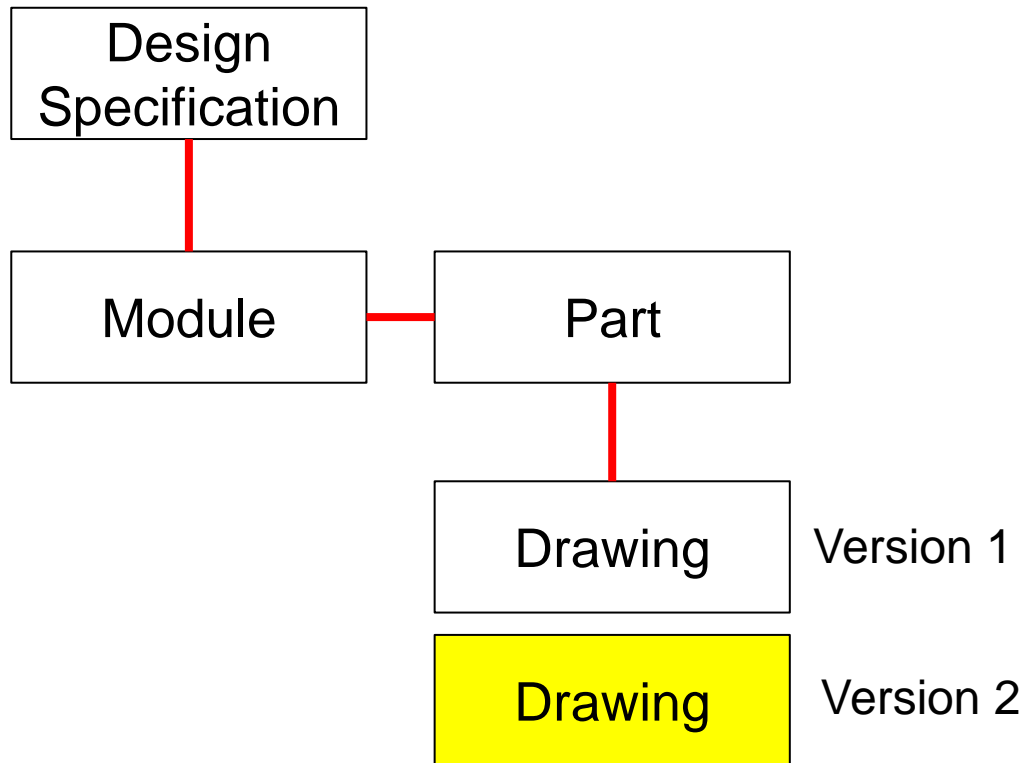 Design
Specification
Module
Part
Drawing
Version 1
Drawing
Version 2